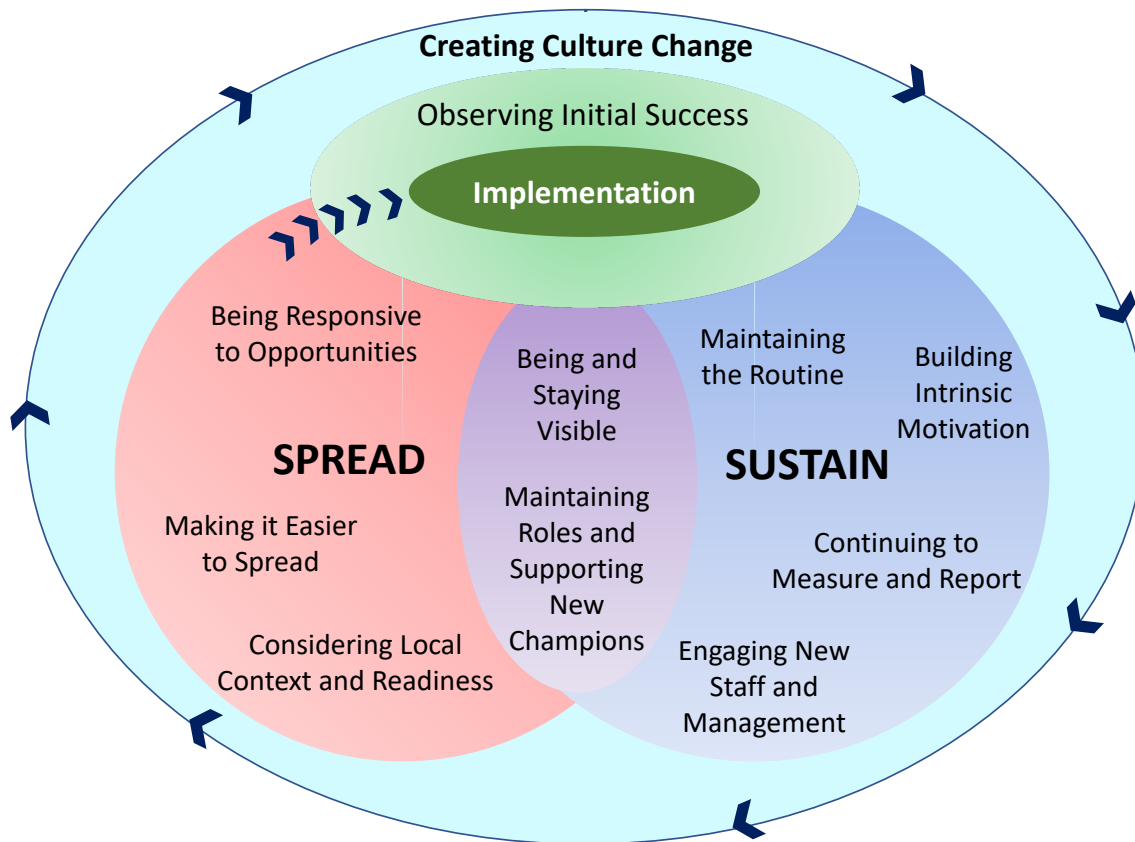 Creating Culture Change
Observing Initial Success
Implementation
Being Responsive
to Opportunities
SPREAD
Making it Easier
to Spread
Considering Local
Context and Readiness
Being and
Staying
Visible
Maintaining
Roles and
Supporting
New
Champions
Maintaining
the Routine
Building
Intrinsic
Motivation
SUSTAIN
Continuing to
Measure and Report
Engaging New
Staff and
Management